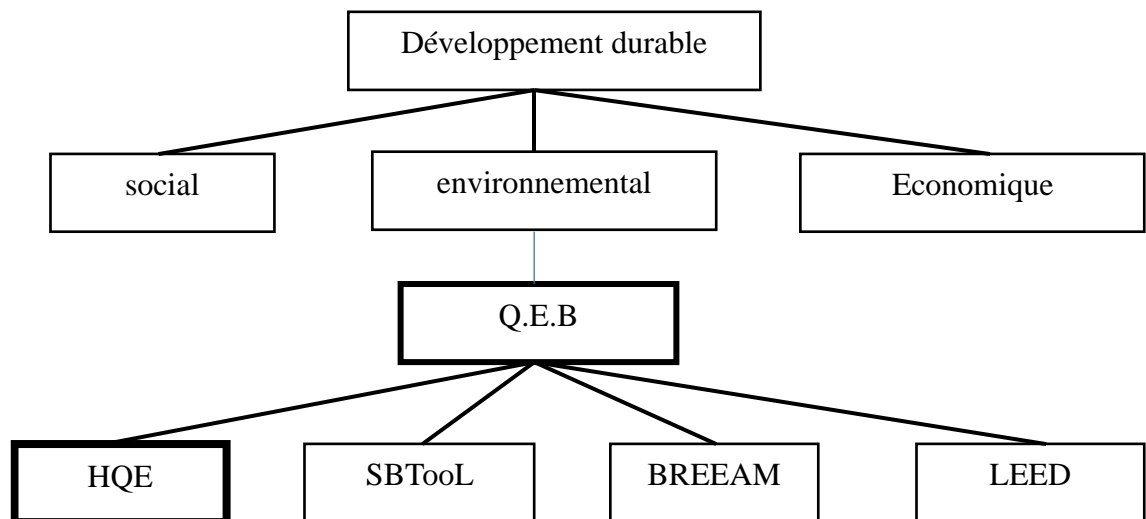 Développement durable
social
environnemental
Economique
Q.E.B
HQE
SBTooL
BREEAM
LEED